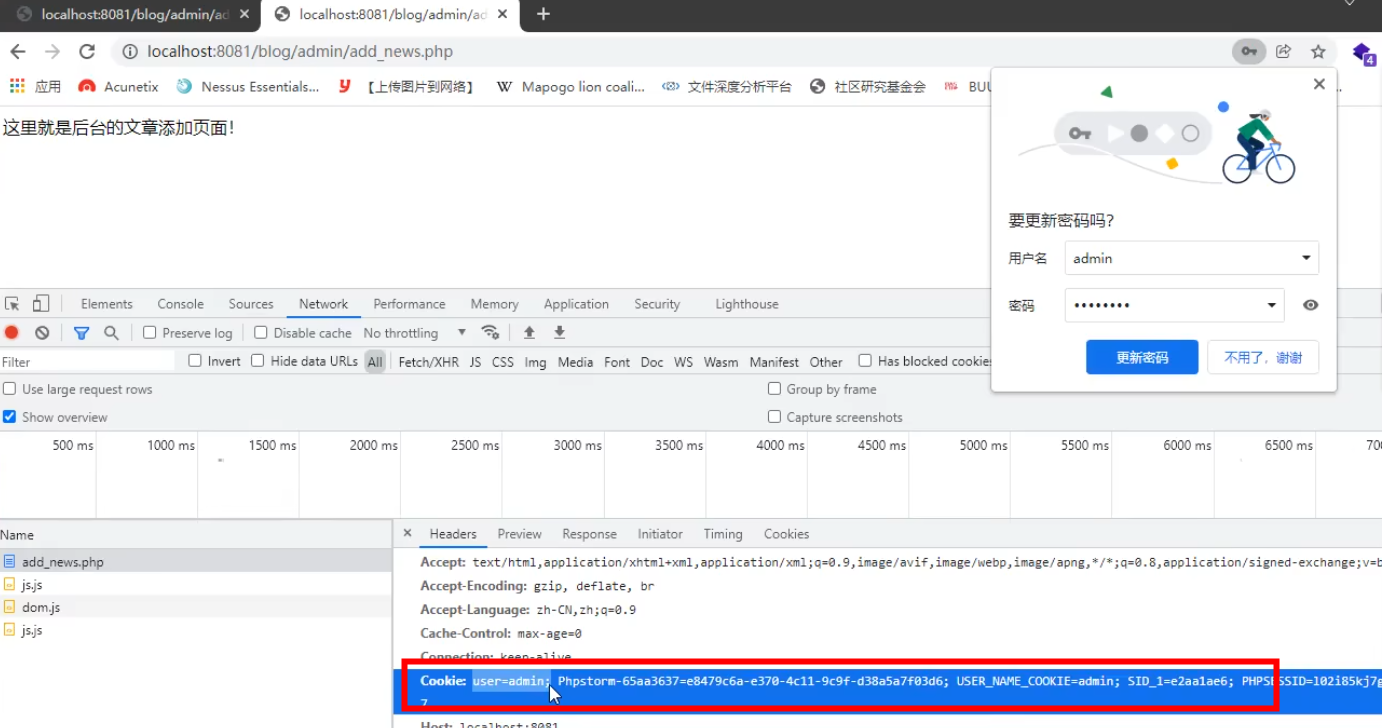 localhost:8081/blog/admin/ad
localhost:8081/blog/admin/ad
localhost:8081/blog/admin/add_news.php
4
应用 Acunetix Nessus Essentials... 【上传图片到网络】 W Mapogo lion coali... 文件深度分析平台 社区研究基金会 BUU
这里就是后台的文章添加页面！
要更新密码吗？
用户名 admin
密码 ••••••••
更新密码 不用了，谢谢
Elements Console Sources Network Performance Memory Application Security Lighthouse
Preserve log Disable cache No throttling
Filter Invert Hide data URLs All Fetch/XHR JS CSS Img Media Font Doc WS Wasm Manifest Other Has blocked cookies
Use large request rows Group by frame
Show overview Capture screenshots
500 ms 1000 ms 1500 ms 2000 ms 2500 ms 3000 ms 3500 ms 4000 ms 4500 ms 5000 ms 5500 ms 6000 ms 6500 ms 700
Name
add_news.php
js.js
dom.js
js.js
Headers Preview Response Initiator Timing Cookies
Accept: text/html,application/xhtml+xml,application/xml;q=0.9,image/avif,image/webp,image/apng,*/*;q=0.8,application/signed-exchange;v=b
Accept-Encoding: gzip, deflate, br
Accept-Language: zh-CN,zh;q=0.9
Cache-Control: max-age=0
Connection: keep-alive
Cookie: user=admin; Phpstorm-65aa3637=e8479c6a-e370-4c11-9c9f-d38a5a7f03d6; USER_NAME_COOKIE=admin; SID_1=e2aa1ae6; PHPSESSID=l02i85kj7g
7
Host: localhost:8081